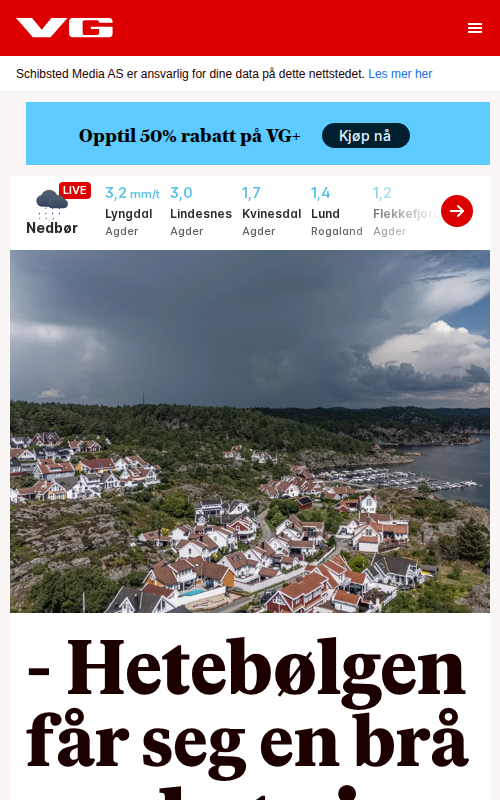 VG
Schibsted Media AS er ansvarlig for dine data på dette nettstedet. Les mer her
Opptil 50% rabatt på VG+ Kjøp nå
LIVE
Nedbør
3,2 mm/t 3,0 1,7 1,4 1,2
Lyngdal Lindesnes Kvinesdal Lund Flekkefjor
Agder Agder Agder Rogaland Agder
- Hetebølgen
får seg en brå